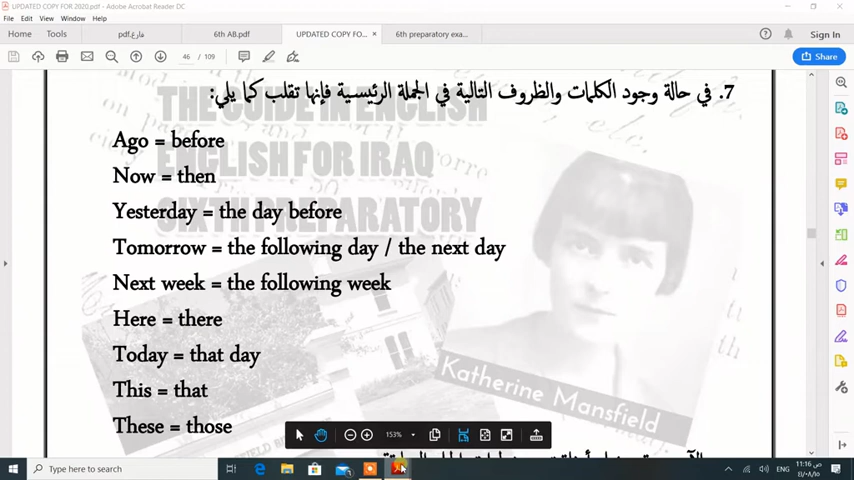 UPDATED COPY FOR 2020.pdf - Adobe Acrobat Reader DC
File Edit View Window Help
Home Tools فارغ.pdf 6th AB.pdf UPDATED COPY FO... × 6th preparatory exa... Sign In
46 / 109 Share
7. في حالة وجود الكلمات والظروف التالية في الجملة الرئيسية فإنها تقلب كما يلي:
THE GUIDE IN ENGLISH
ENGLISH FOR IRAQ
SIXTH PREPARATORY
Ago = before
Now = then
Yesterday = the day before
Tomorrow = the following day / the next day
Next week = the following week
Here = there
Today = that day
This = that
These = those
Katherine Mansfield
153%
Type here to search
ENG 11:16 ص